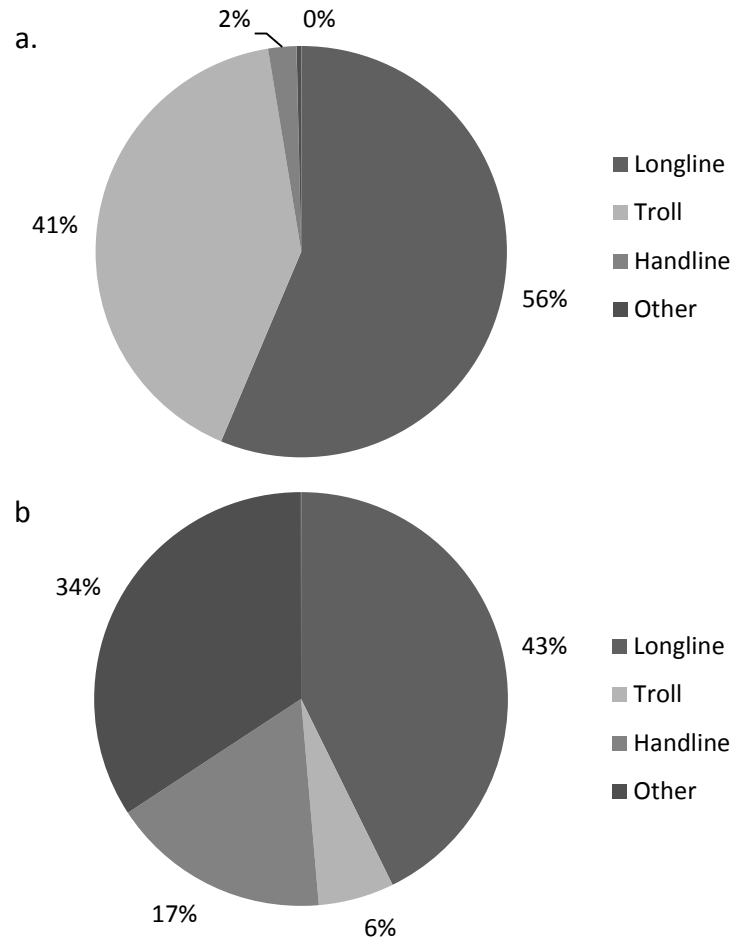 a.
2%
0%
41%
56%
Longline
Troll
Handline
Other
b
34%
43%
17%
6%
Longline
Troll
Handline
Other